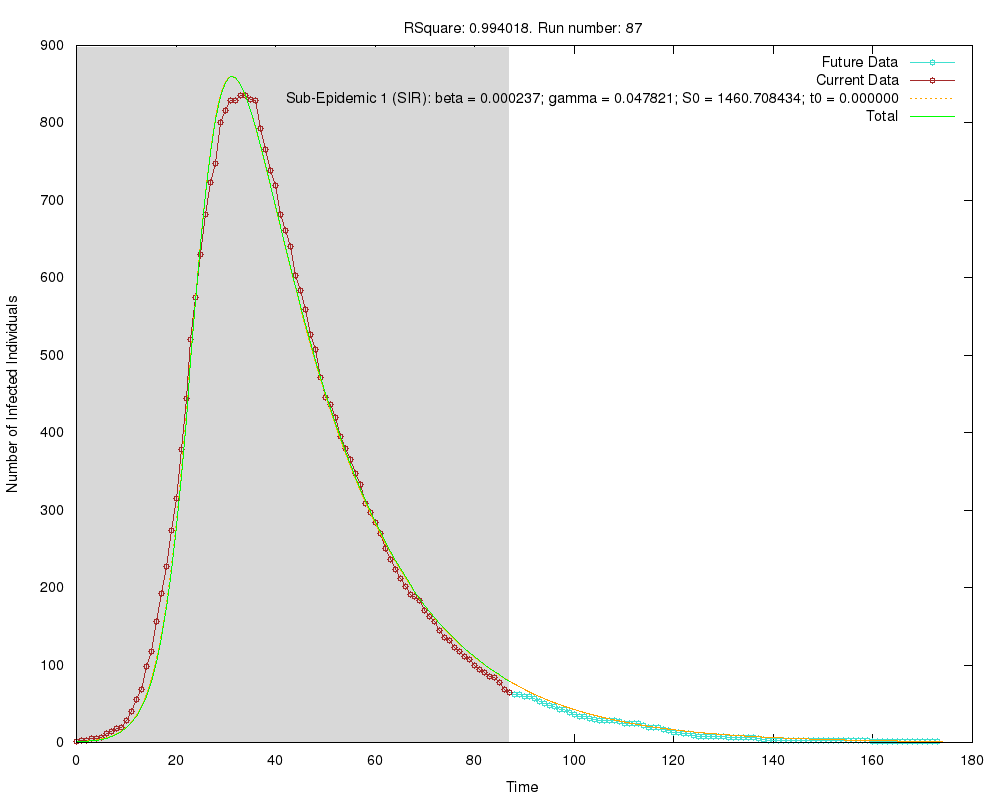 RSquare: 0.994018. Run number: 87
Future Data
Current Data
Sub-Epidemic 1 (SIR): beta = 0.000237; gamma = 0.047821; S0 = 1460.708434; t0 = 0.000000
Total
Number of Infected Individuals
900
800
700
600
500
400
300
200
100
0
0 20 40 60 80 100 120 140 160 180
Time